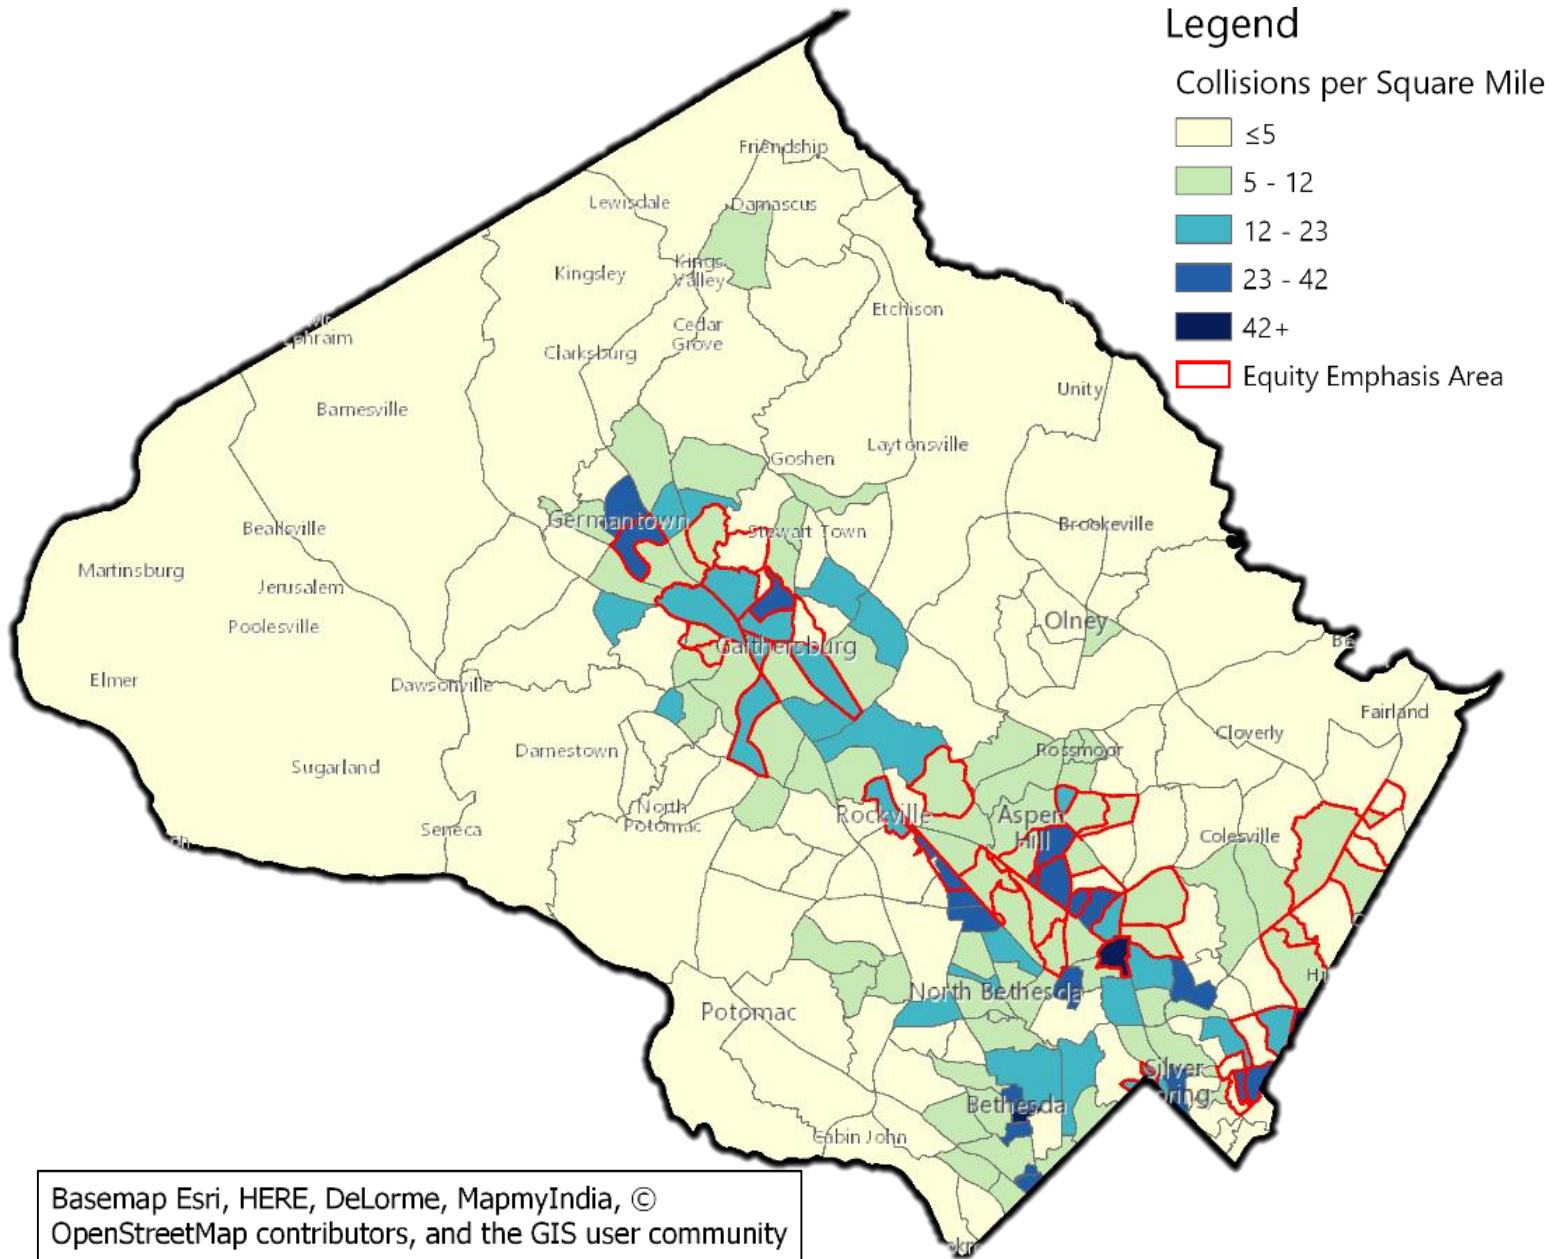 Legend
Collisions per Square Mile
≤5
5 - 12
12 - 23
23 - 42
42+
Equity Emphasis Area
Friendship
Lewisdale
Damascus
Kingsley
Kings
Valley
Etchison
Cedar
Grove
Clarksburg
Unity
Barnesville
Laytonsville
Goshen
Germantown
Stewart Town
Brookeville
Beallsville
Martinsburg
Jerusalem
Poolesville
Olney
Gaithersburg
Elmer
Dawsonville
Fairland
Cloverly
Darnestown
Rossmoor
Sugarland
North
Potomac
Rockville
Aspen
Hill
Seneca
Colesville
North Bethesda
Potomac
Silver
Bethesda
Cabin John
Basemap Esri, HERE, DeLorme, MapmyIndia, ©
OpenStreetMap contributors, and the GIS user community